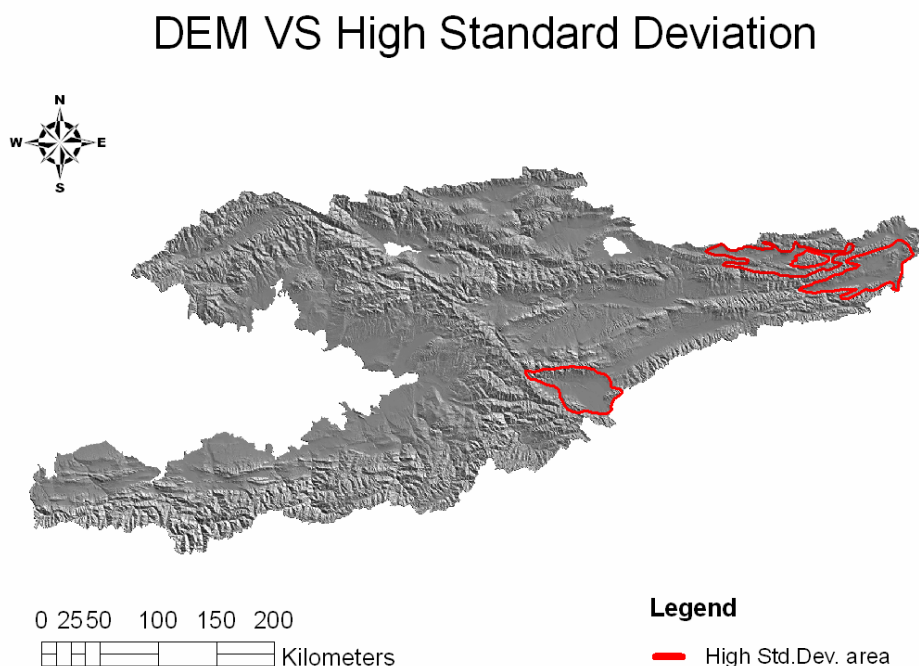 DEM VS High Standard Deviation
N
W E
S
0 25 50 100 150 200
Kilometers
Legend
High Std.Dev. area